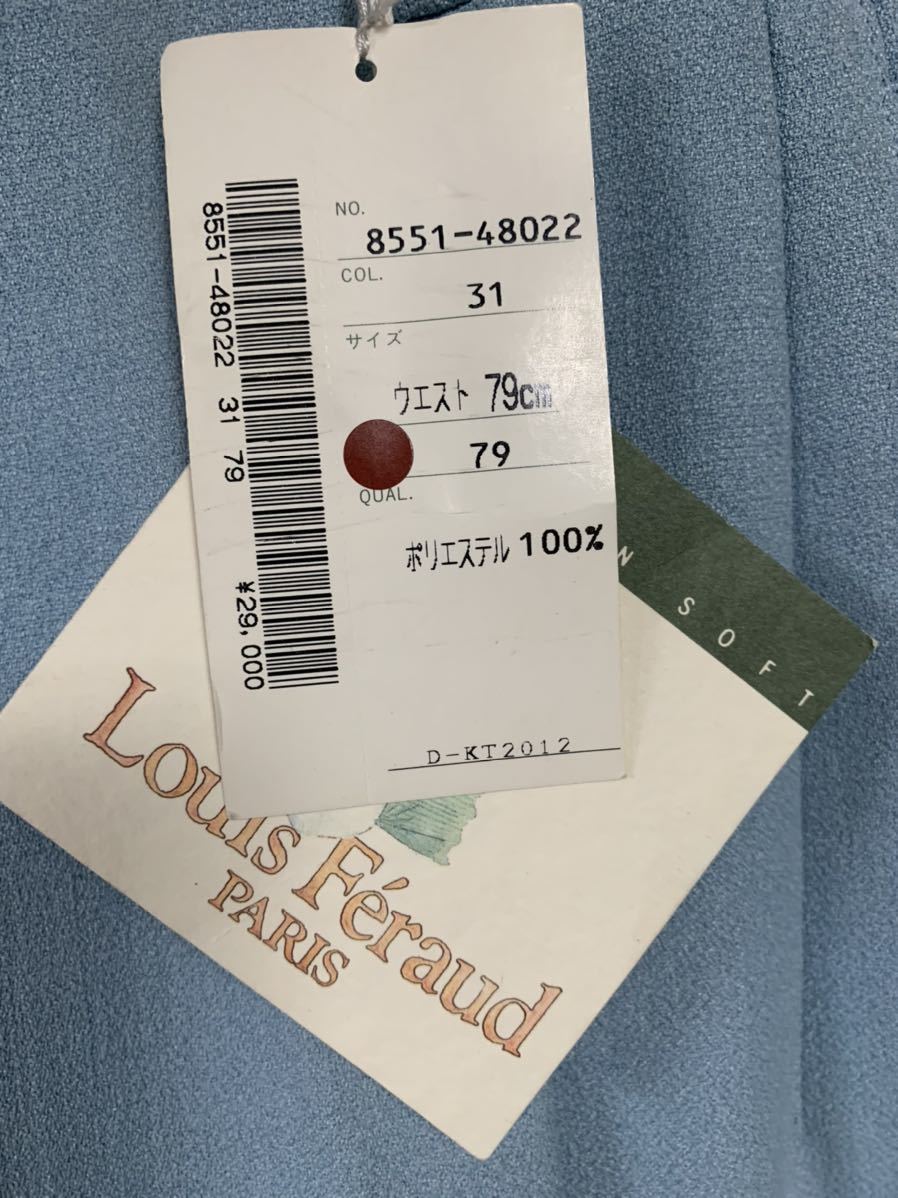 NO.
8551-48022
COL.
31
サイズ
ウエスト 79cm
79
QUAL.
ポリエステル 100%
D-KT2012
8551-48022 31 79 ¥29,000
SOFT
Louis Féraud
PARIS